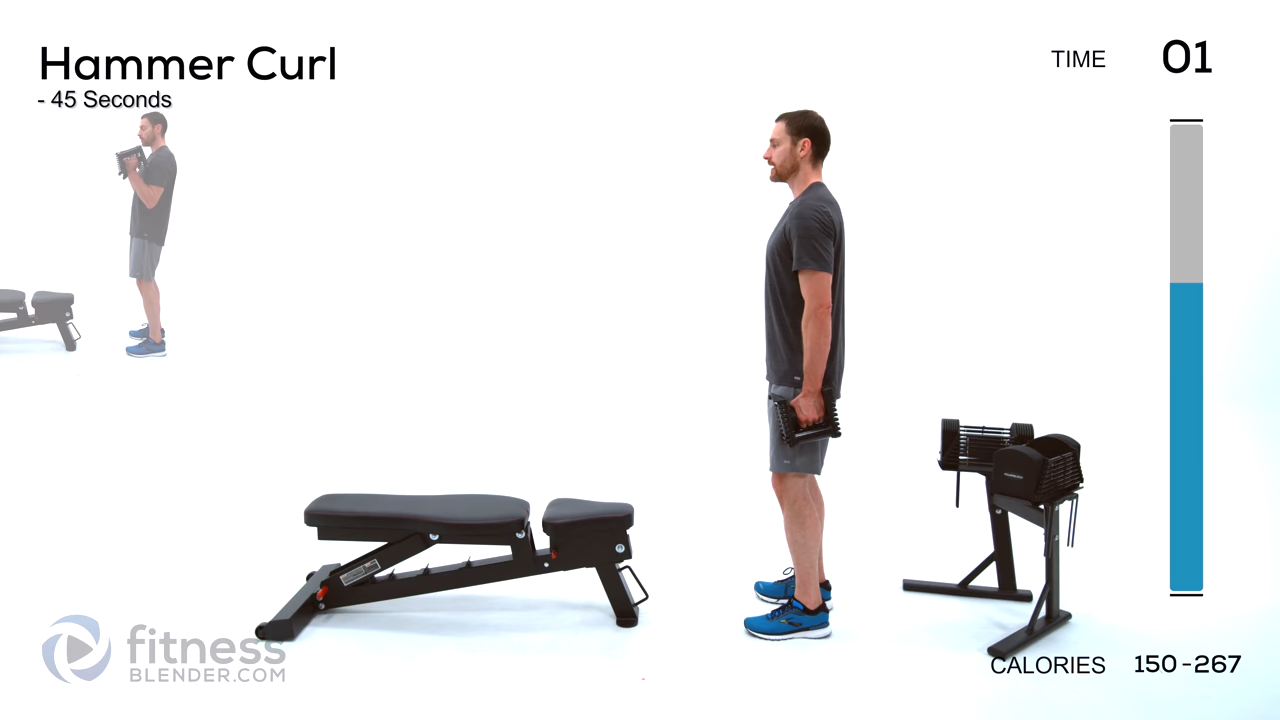 Hammer Curl
- 45 Seconds
TIME 01
fitness
BLENDER.COM
CALORIES 150 - 267